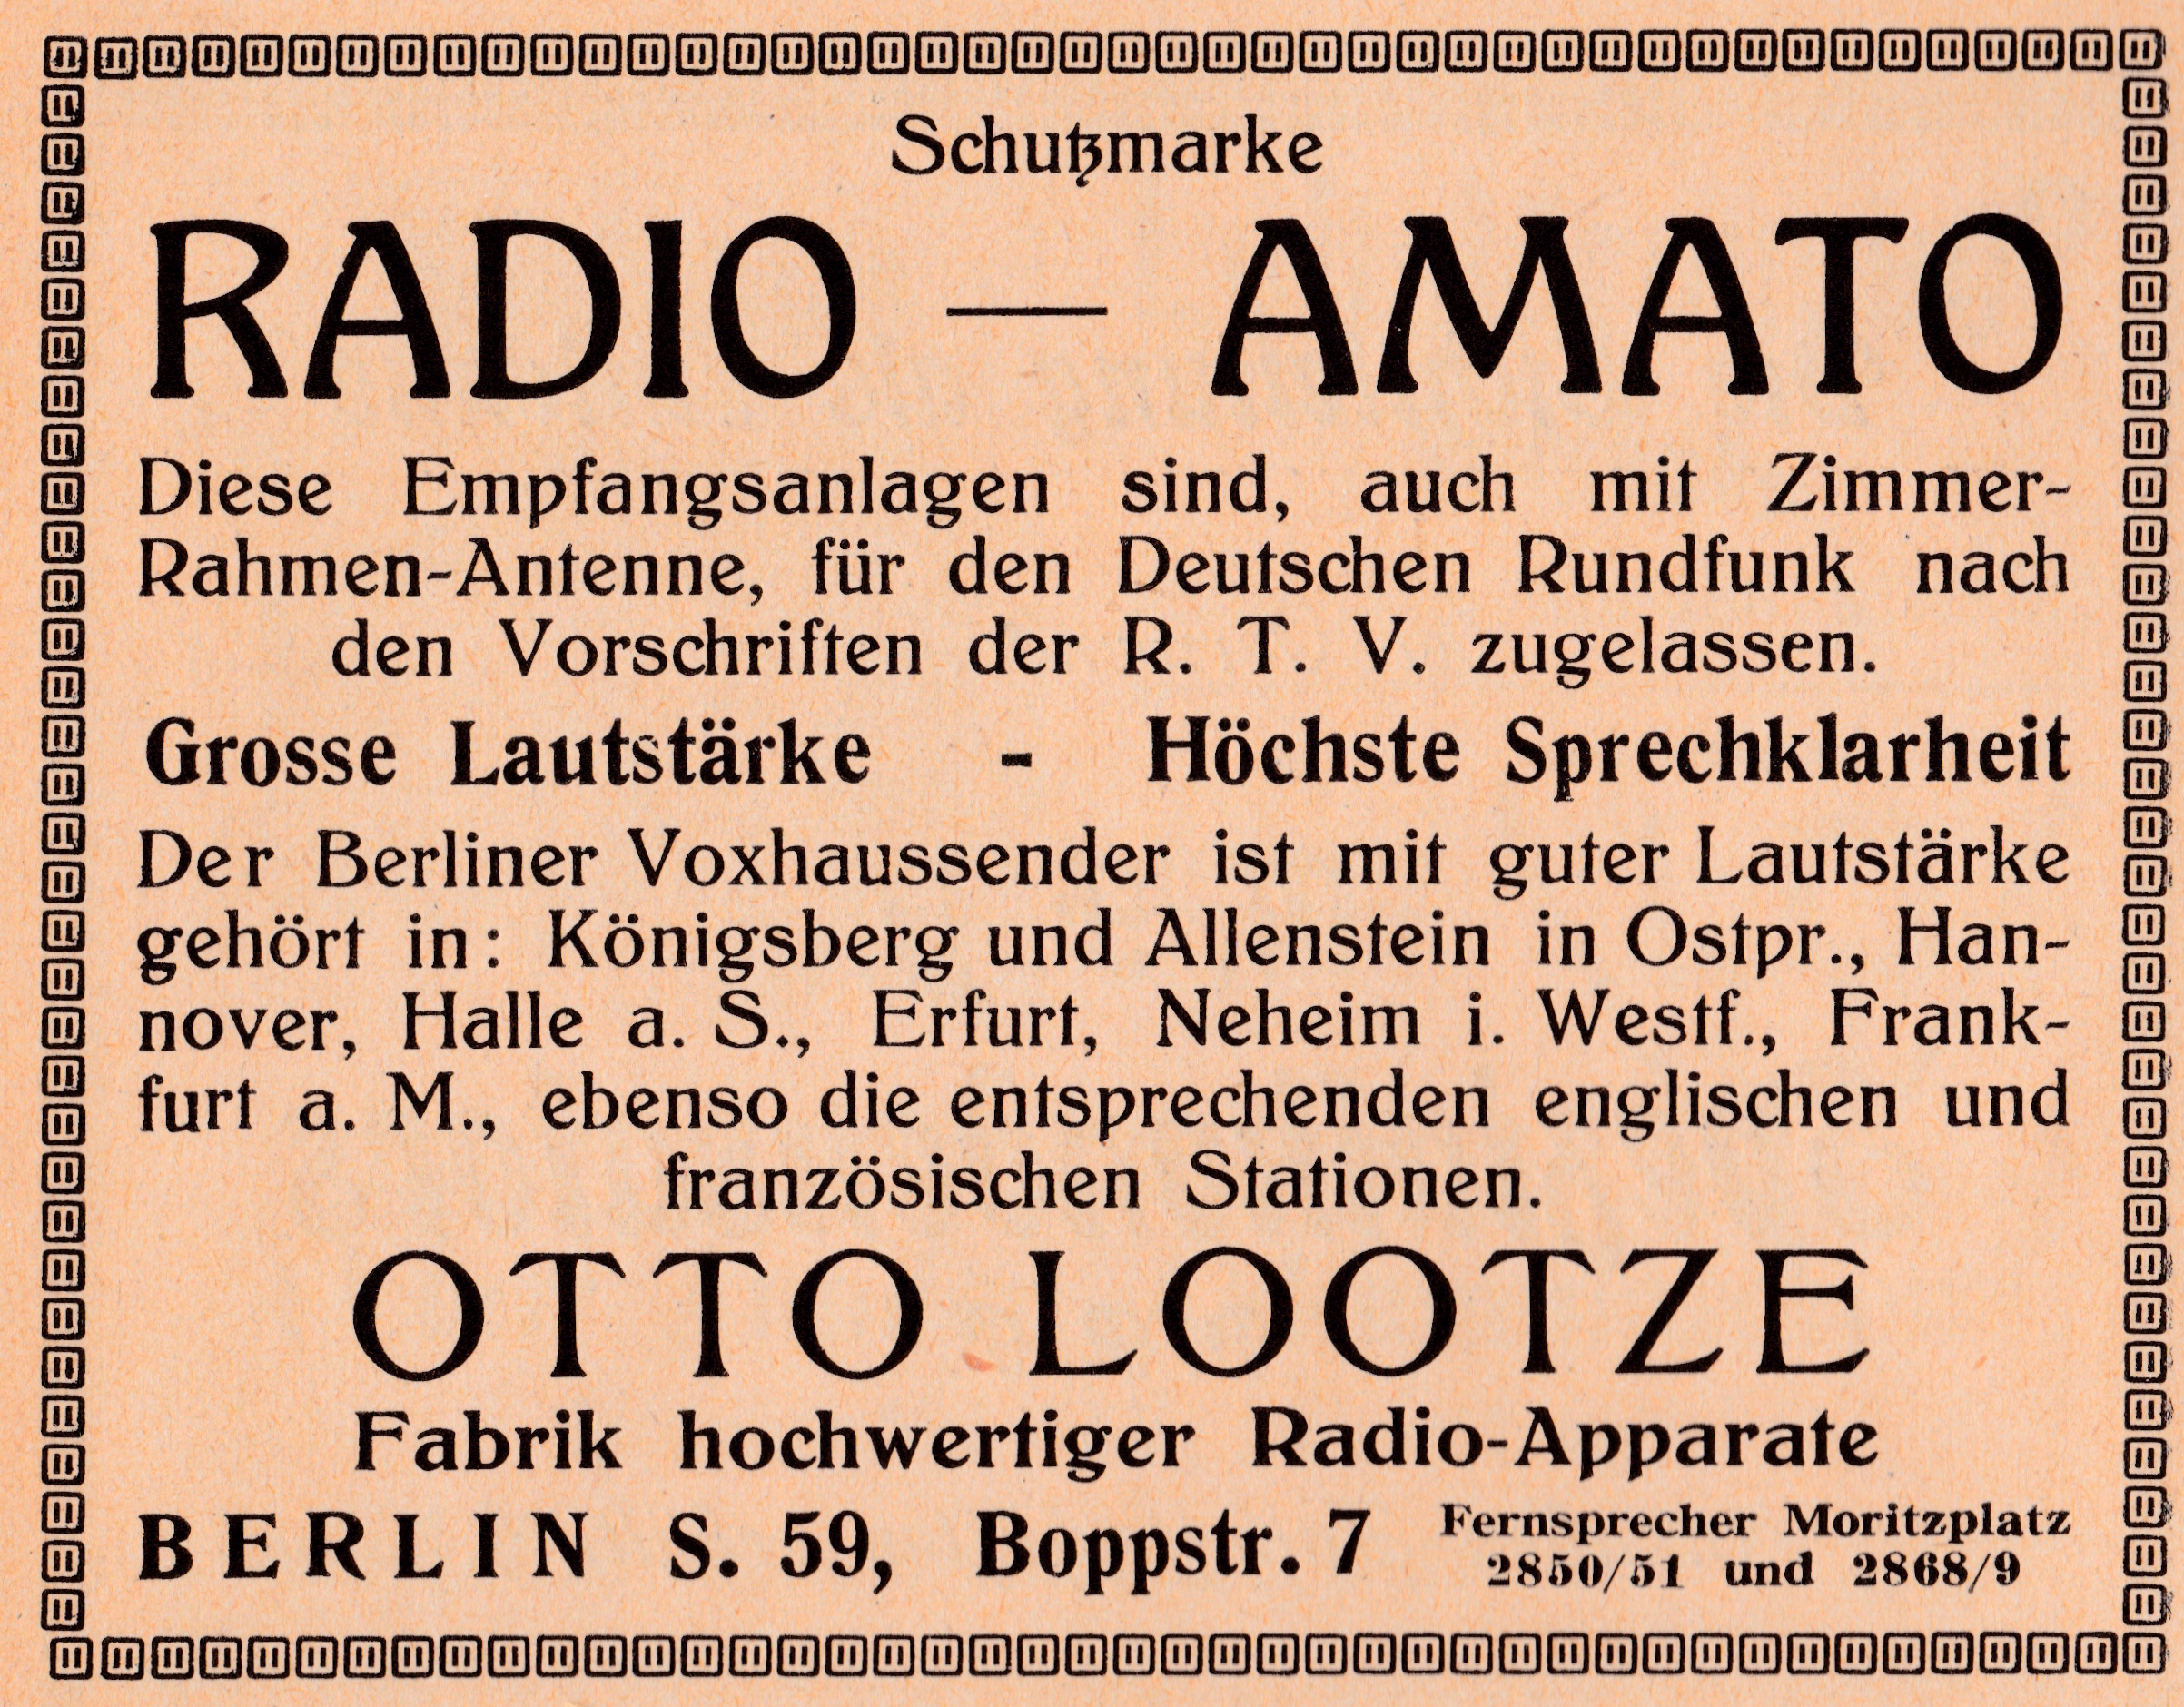 Schutzmarke
RADIO — AMATO
Diese Empfangsanlagen sind, auch mit Zimmer-
Rahmen-Antenne, für den Deutschen Rundfunk nach
den Vorschriften der R. T. V. zugelassen.
Grosse Lautstärke - Höchste Sprechklarheit
Der Berliner Voxhaussender ist mit guter Lautstärke
gehört in: Königsberg und Allenstein in Ostpr., Han-
nover, Halle a. S., Erfurt, Neheim i. Westf., Frank-
furt a. M., ebenso die entsprechenden englischen und
französischen Stationen.
OTTO LOOTZE
Fabrik hochwertiger Radio-Apparate
BERLIN S. 59, Boppstr. 7
Fernsprecher Moritzplatz
2850/51 und 2868/9